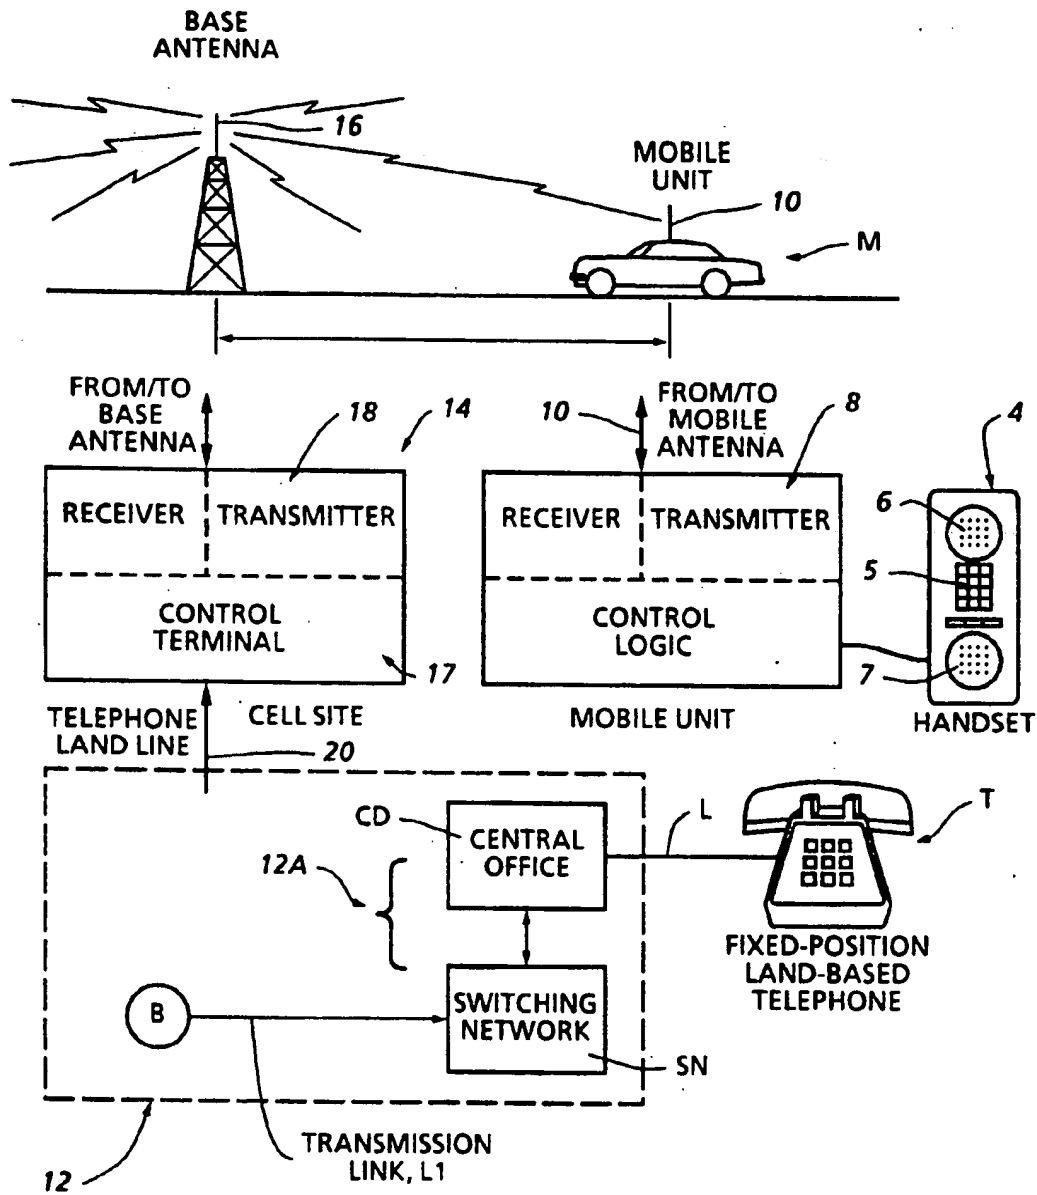 BASE
ANTENNA
16
MOBILE
UNIT
10
M
FROM/TO
BASE
ANTENNA
18
14
10
FROM/TO
MOBILE
ANTENNA
8
4
RECEIVER
TRANSMITTER
RECEIVER
TRANSMITTER
6
5
CONTROL
TERMINAL
CONTROL
LOGIC
17
7
TELEPHONE
LAND LINE
CELL SITE
MOBILE UNIT
HANDSET
20
CD
CENTRAL
OFFICE
L
T
12A
FIXED-POSITION
LAND-BASED
TELEPHONE
B
SWITCHING
NETWORK
SN
TRANSMISSION
LINK, L1
12